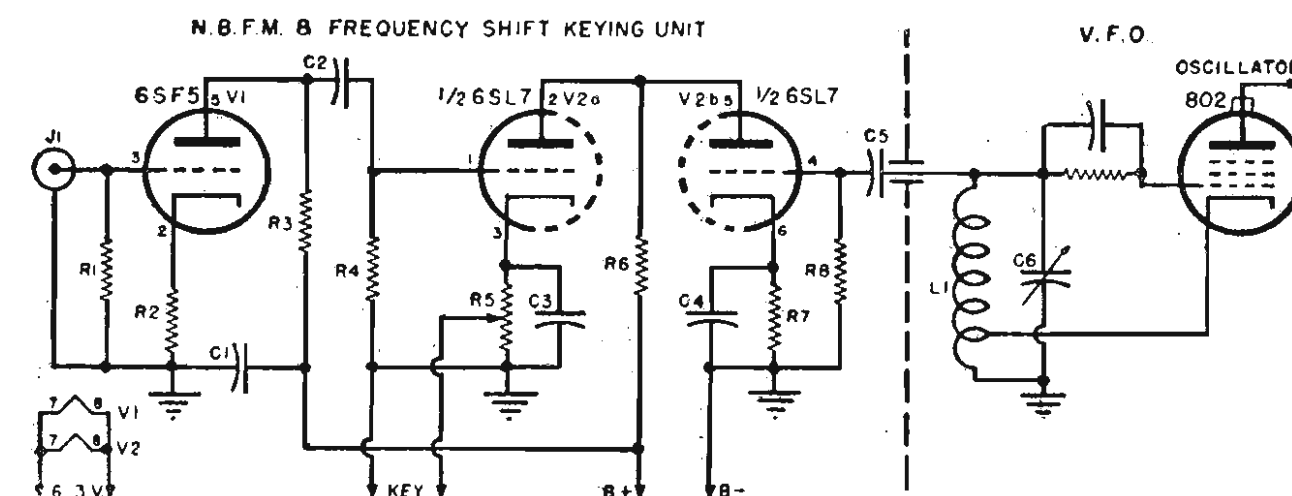 N.B.F.M. & FREQUENCY SHIFT KEYING UNIT
V.F.O.
OSCILLATOR
802
C2
6SF5 5 V1
1/2 6SL7 2 V2a
V2b 5 1/2 6SL7
J1
3
1
4
C5
2
3
6
R1
R2
R3
R4
R5
C3
R6
C4
R7
R8
L1
C6
C1
7 8 V1
7 8 V2
6.3 V.
KEY
B+
B-